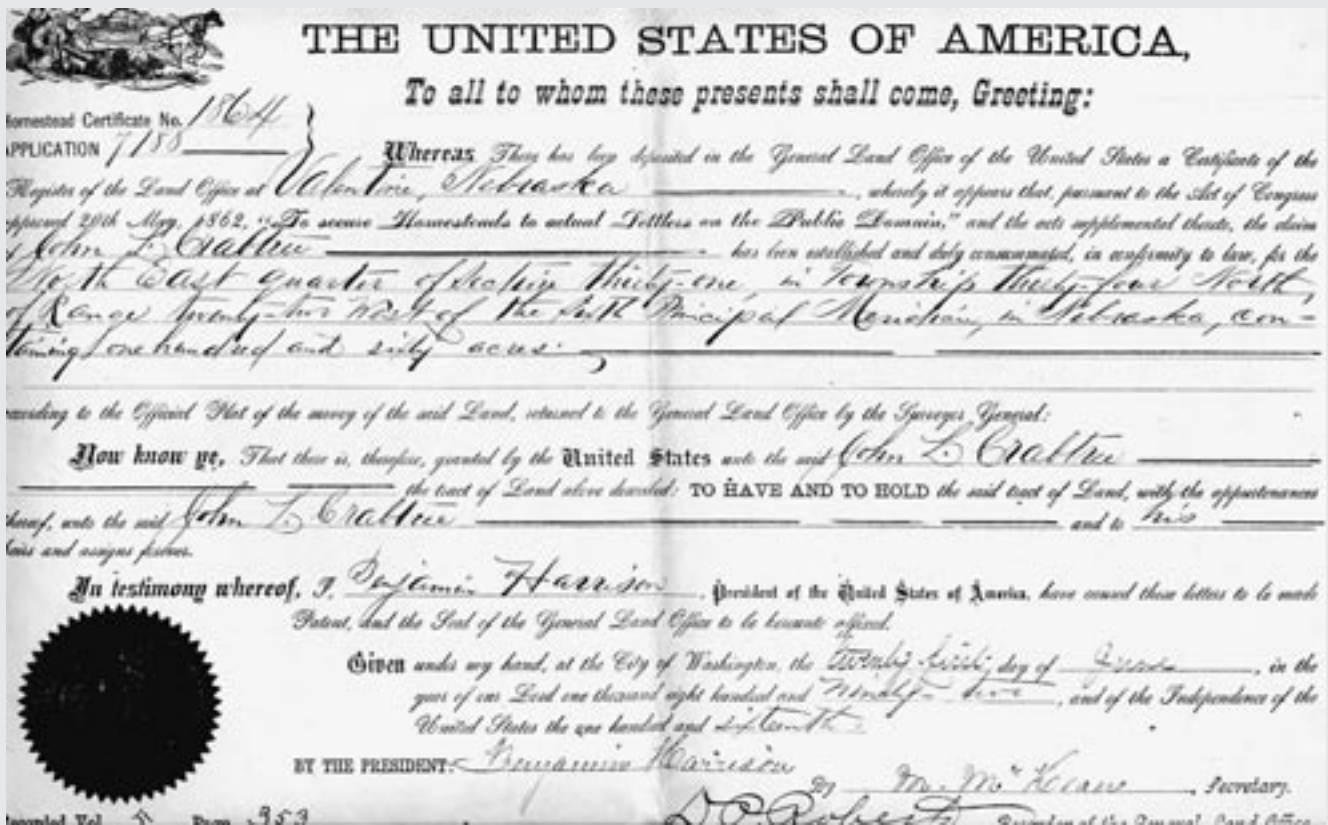 THE UNITED STATES OF AMERICA,
To all to whom these presents shall come, Greeting:
Homestead Certificate No. 1864
APPLICATION 7188
Whereas There has been deposited in the General Land Office of the United States a Certificate of the
Register of the Land Office at Valentine, Nebraska, whereby it appears that, pursuant to the Act of Congress
approved 20th May, 1862, "To secure Homesteads to actual Settlers on the Public Domain," and the acts supplemental thereto, the claim
of John L. Crabtree has been established and duly consummated, in conformity to law, for the
North East quarter of Section thirty-one, in Township thirty-four North,
of Range twenty-two West of the Sixth Principal Meridian, in Nebraska, con-
taining one hundred and sixty acres.
according to the Official Plat of the survey of the said Land, returned to the General Land Office by the Surveyor General:
Now know ye, That there is, therefore, granted by the United States unto the said John L. Crabtree
the tract of Land above described: TO HAVE AND TO HOLD the said tract of Land, with the appurtenances
thereof, unto the said John L. Crabtree and to his
heirs and assigns forever.
In testimony whereof, I, Benjamin Harrison, President of the United States of America, have caused these letters to be made
Patent, and the Seal of the General Land Office to be hereunto affixed.
Given under my hand, at the City of Washington, the twenty day of June, in the
year of our Lord one thousand eight hundred and ninety-, and of the Independence of the
United States the one hundred and sixteenth.
BY THE PRESIDENT: Benjamin Harrison
By M. McKean, Secretary.
D. P. Roberts Recorder of the General Land Office.
Recorded Vol. Page 353